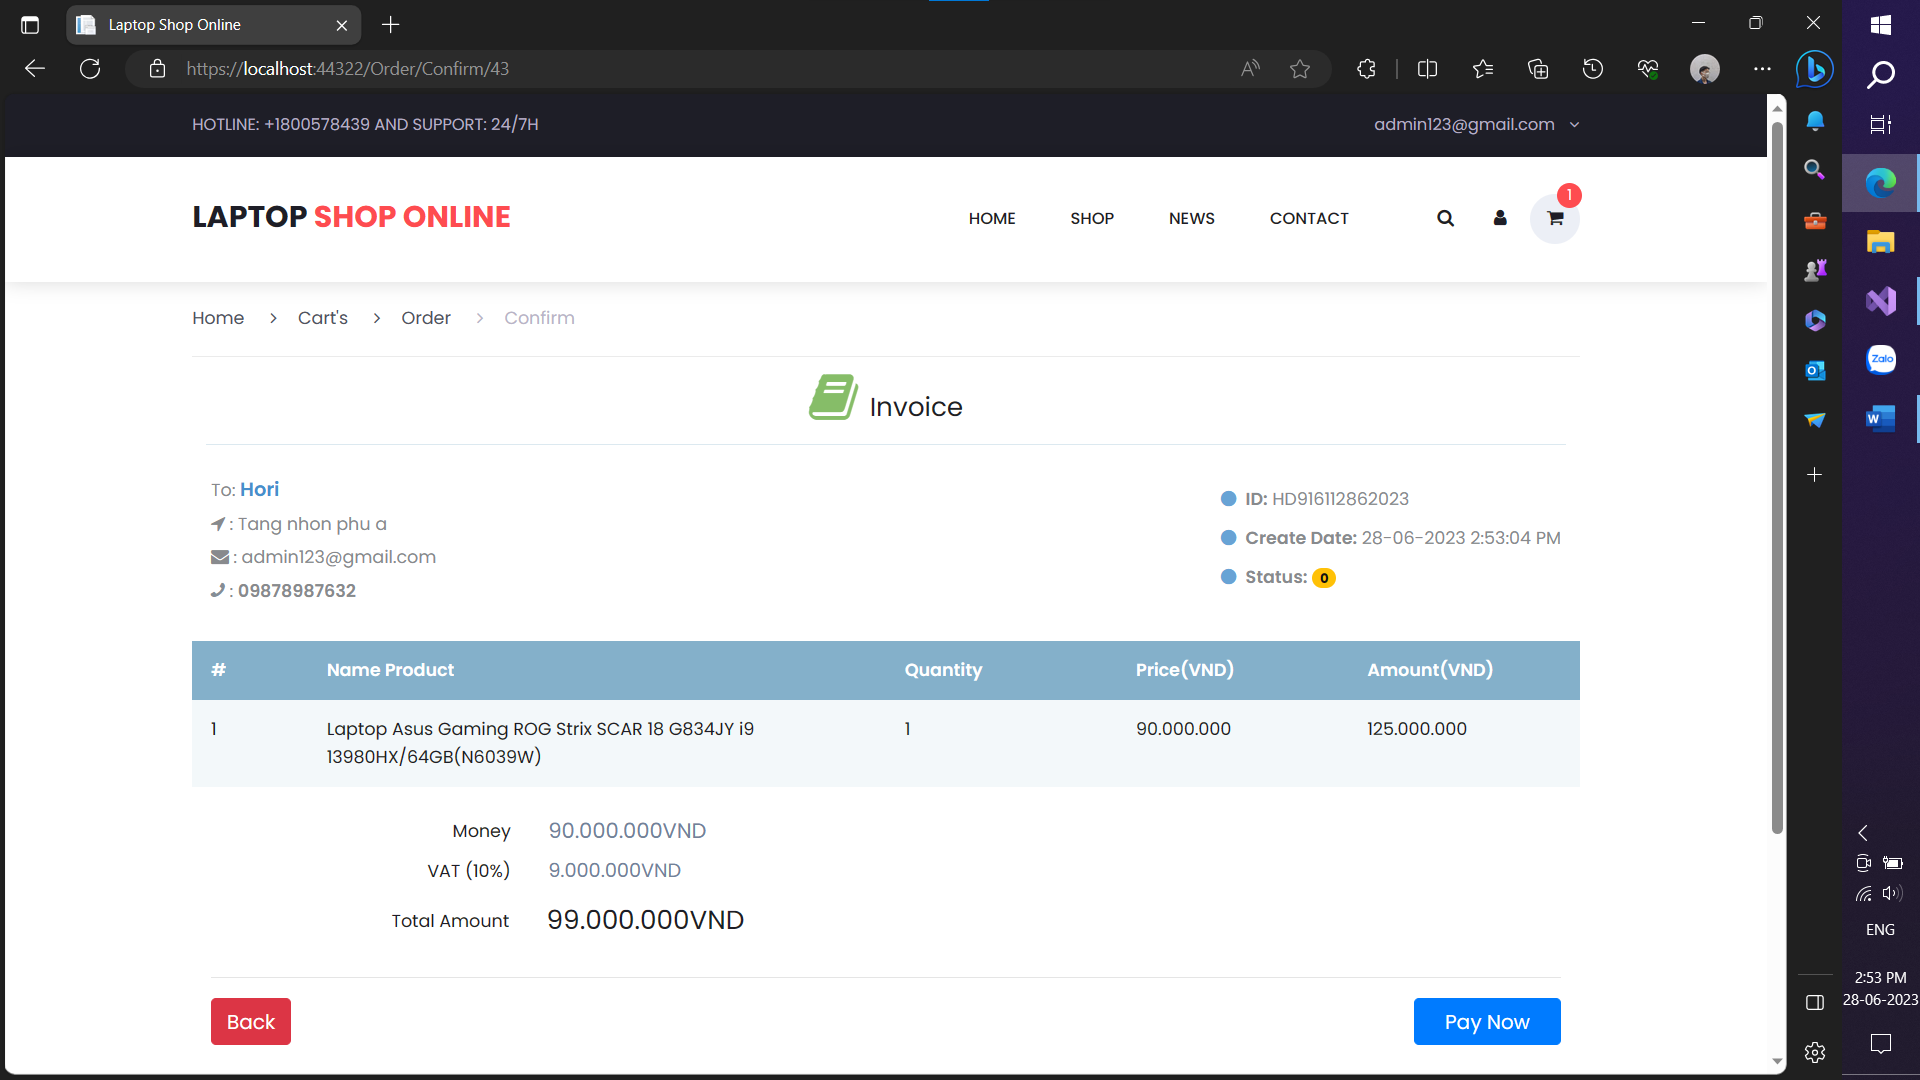 Laptop Shop Online
https://localhost:44322/Order/Confirm/43
HOTLINE: +1800578439 AND SUPPORT: 24/7H
admin123@gmail.com
LAPTOP SHOP ONLINE
HOME SHOP NEWS CONTACT
1
Home > Cart's > Order > Confirm
Invoice
To: Hori
: Tang nhon phu a
: admin123@gmail.com
: 09878987632
ID: HD916112862023
Create Date: 28-06-2023 2:53:04 PM
Status: 0
# Name Product Quantity Price(VND) Amount(VND)
1 Laptop Asus Gaming ROG Strix SCAR 18 G834JY i9 1 90.000.000 125.000.000
13980HX/64GB(N6039W)
Money 90.000.000VND
VAT (10%) 9.000.000VND
Total Amount 99.000.000VND
Back Pay Now
Zalo
W
ENG
2:53 PM
28-06-2023